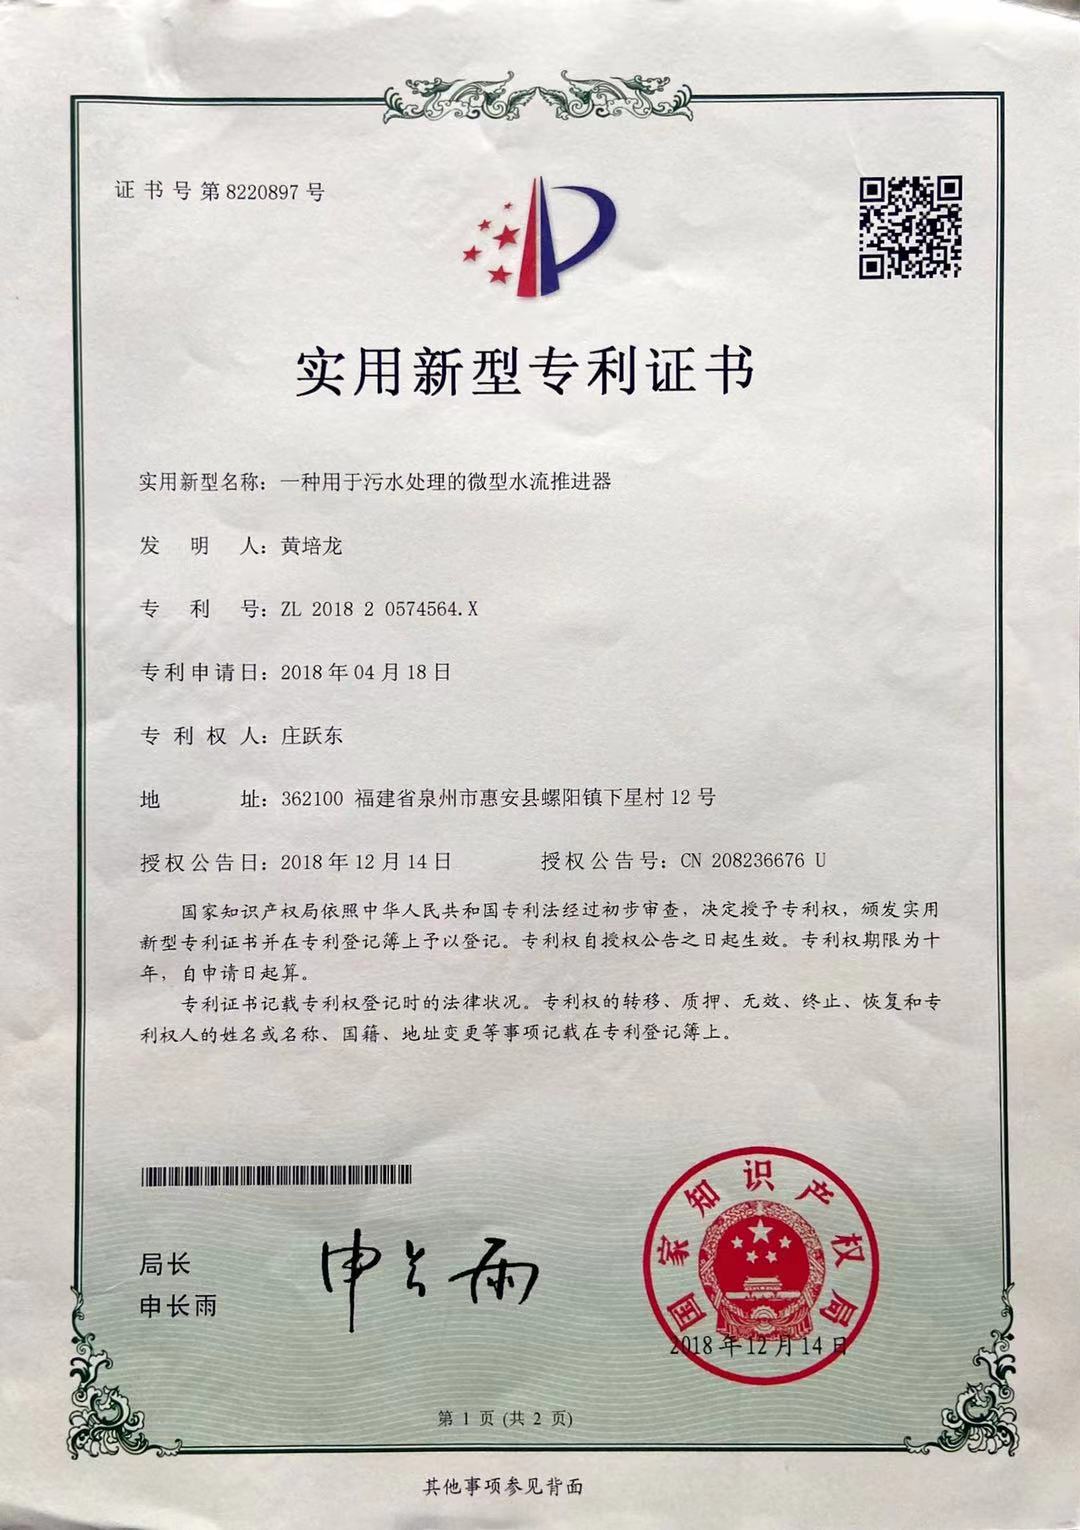 证书号第8220897号
实用新型专利证书
实用新型名称：一种用于污水处理的微型水流推进器
发明人：黄培龙
专利号：ZL 2018 2 0574564.X
专利申请日：2018年04月18日
专利权人：庄跃东
地址：362100 福建省泉州市惠安县螺阳镇下星村12号
授权公告日：2018年12月14日 授权公告号：CN 208236676 U
国家知识产权局依照中华人民共和国专利法经过初步审查，决定授予专利权，颁发实用
新型专利证书并在专利登记簿上予以登记。专利权自授权公告之日起生效。专利权期限为十
年，自申请日起算。
专利证书记载专利权登记时的法律状况。专利权的转移、质押、无效、终止、恢复和专
利权人的姓名或名称、国籍、地址变更等事项记载在专利登记簿上。
局长
申长雨
申长雨
国家知识产权局
2018年12月14日
第 1 页 (共 2 页)
其他事项参见背面